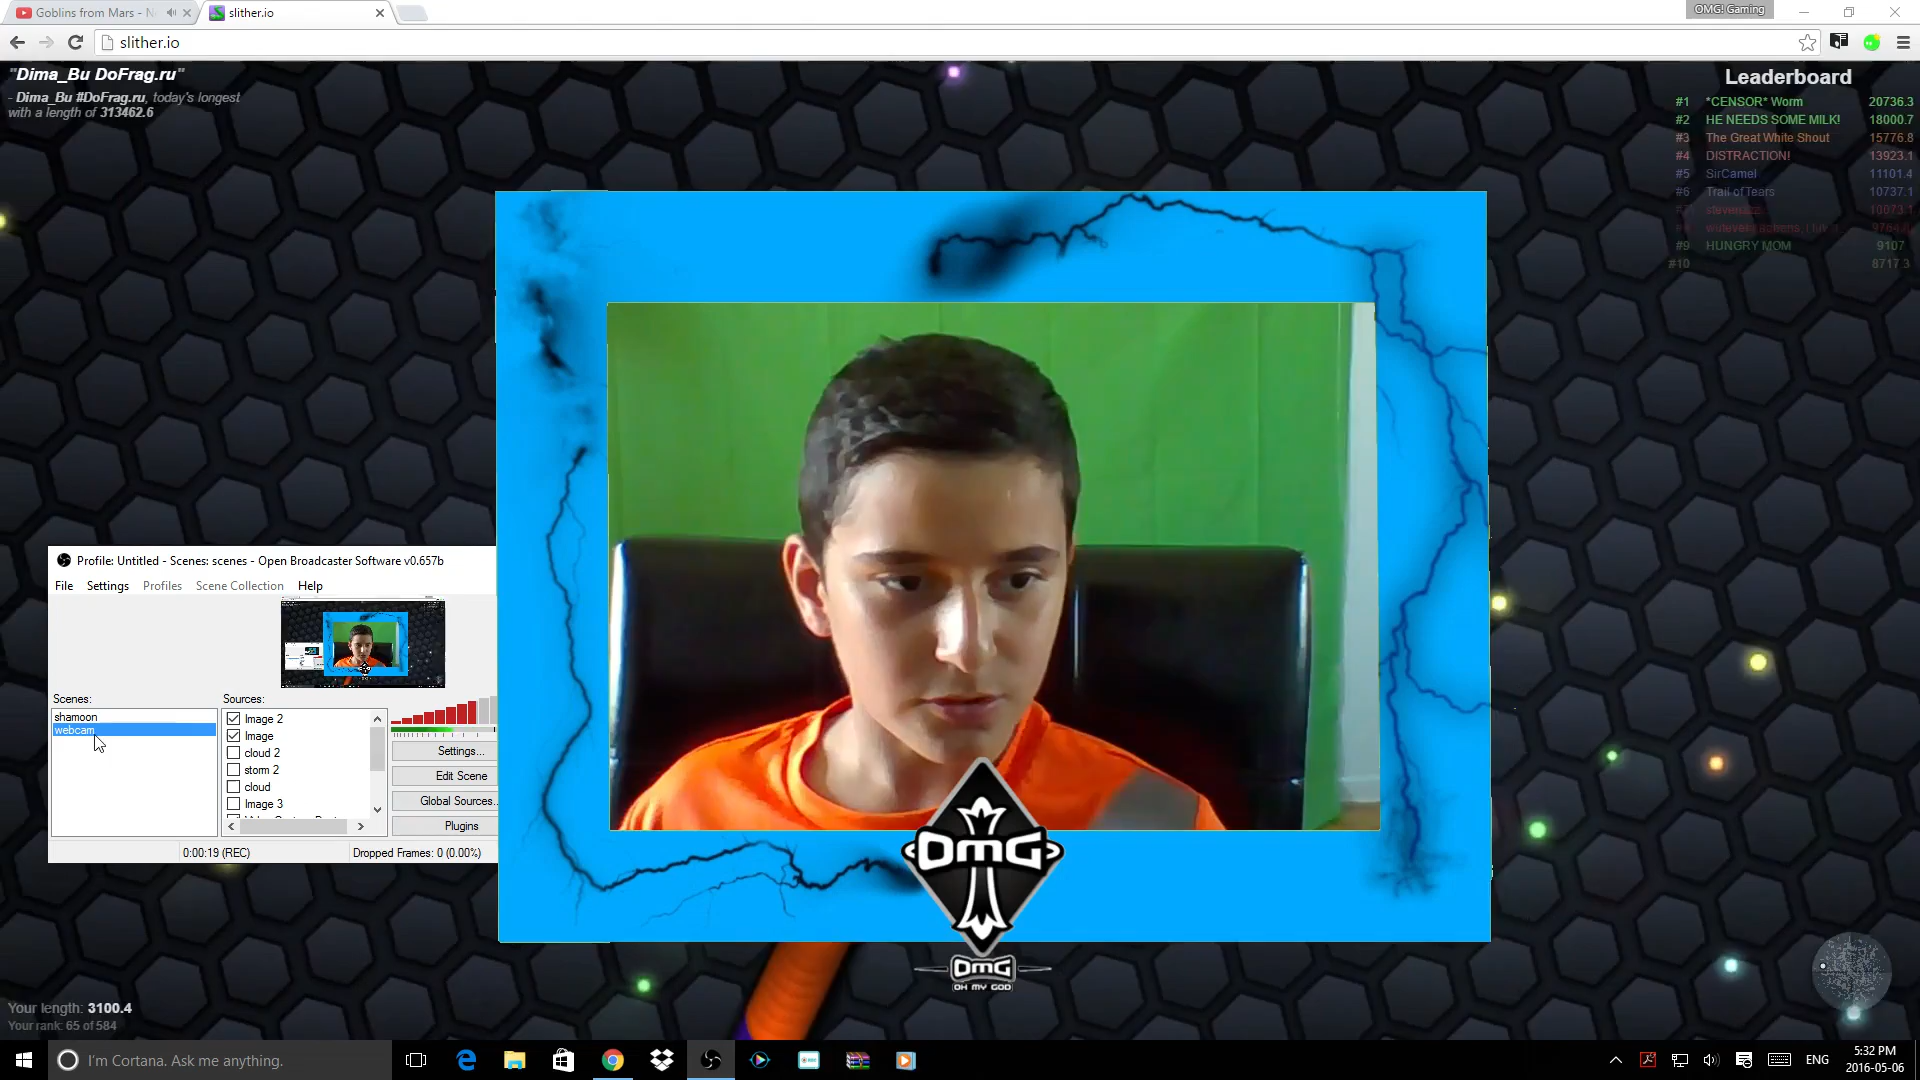 Goblins from Mars - N
slither.io
OMG! Gaming
slither.io
"Dima_Bu DoFrag.ru"
- Dima_Bu #DoFrag.ru, today's longest
with a length of 313462.6
Leaderboard
#1 *CENSOR* Worm 20736.3
#2 HE NEEDS SOME MILK! 18000.7
#3 The Great White Shout 15776.8
#4 DISTRACTION! 13923.1
#5 SirCamel 11101.4
#6 Trail of Tears 10737.1
10073.1
#9 HUNGRY MOM 9107
#10 8717.3
Profile: Untitled - Scenes: scenes - Open Broadcaster Software v0.657b
File Settings Profiles Scene Collection Help
Scenes: Sources:
shamoon
webcam
Image 2
Image
cloud 2
storm 2
cloud
Image 3
Settings...
Edit Scene
Global Sources...
Plugins
0:00:19 (REC) Dropped Frames: 0 (0.00%)
OMG
OMG
OH MY GOD
Your length: 3100.4
Your rank: 65 of 584
I'm Cortana. Ask me anything.
ENG
5:32 PM
2016-05-06